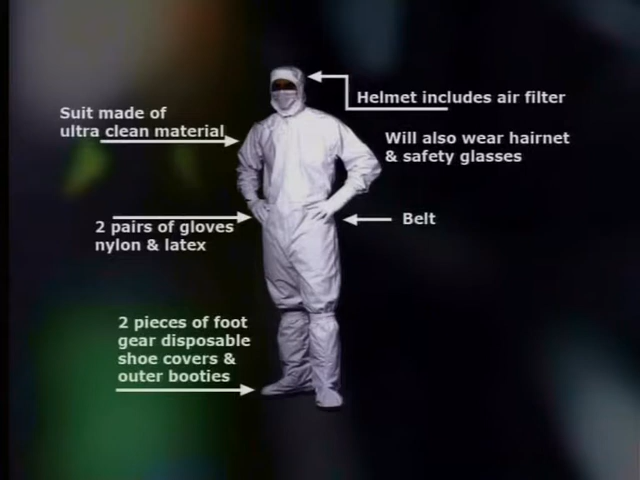 Helmet includes air filter
Suit made of
ultra clean material
Will also wear hairnet
& safety glasses
2 pairs of gloves
nylon & latex
Belt
2 pieces of foot
gear disposable
shoe covers &
outer booties